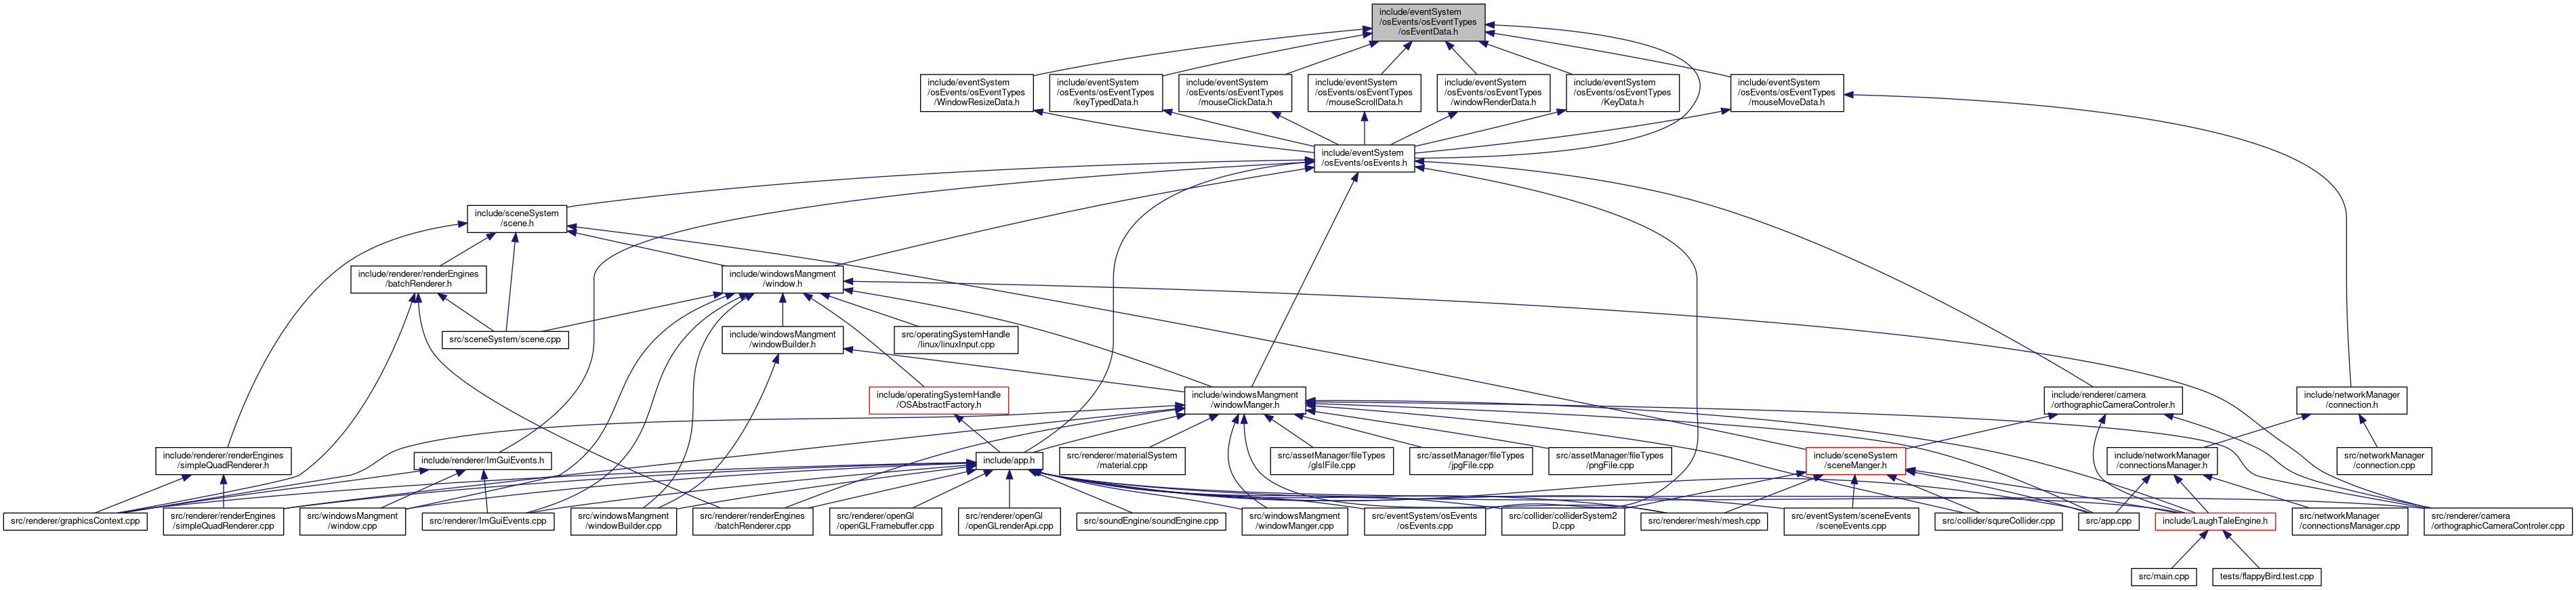 include/eventSystem
/osEvents/osEventTypes
/osEventData.h
include/eventSystem
/osEvents/osEventTypes
/WindowResizeData.h
include/eventSystem
/osEvents/osEventTypes
/keyTypedData.h
include/eventSystem
/osEvents/osEventTypes
/mouseClickData.h
include/eventSystem
/osEvents/osEventTypes
/mouseScrollData.h
include/eventSystem
/osEvents/osEventTypes
/windowRenderData.h
include/eventSystem
/osEvents/osEventTypes
/KeyData.h
include/eventSystem
/osEvents/osEventTypes
/mouseMoveData.h
include/eventSystem
/osEvents/osEvents.h
include/sceneSystem
/scene.h
include/renderer/renderEngines
/batchRenderer.h
include/windowsMangment
/window.h
src/sceneSystem/scene.cpp
include/windowsMangment
/windowBuilder.h
src/operatingSystemHandle
/linux/linuxInput.cpp
include/operatingSystemHandle
/OSAbstractFactory.h
include/windowsMangment
/windowManger.h
include/renderer/camera
/orthographicCameraControler.h
include/networkManager
/connection.h
include/renderer/renderEngines
/simpleQuadRenderer.h
include/renderer/ImGuiEvents.h
include/app.h
src/renderer/materialSystem
/material.cpp
src/assetManager/fileTypes
/glslFile.cpp
src/assetManager/fileTypes
/jpgFile.cpp
src/assetManager/fileTypes
/pngFile.cpp
include/sceneSystem
/sceneManger.h
include/networkManager
/connectionsManager.h
src/networkManager
/connection.cpp
src/renderer/graphicsContext.cpp
src/renderer/renderEngines
/simpleQuadRenderer.cpp
src/windowsMangment
/window.cpp
src/renderer/ImGuiEvents.cpp
src/windowsMangment
/windowBuilder.cpp
src/renderer/renderEngines
/batchRenderer.cpp
src/renderer/openGl
/openGLFramebuffer.cpp
src/renderer/openGl
/openGLrenderApi.cpp
src/soundEngine/soundEngine.cpp
src/windowsMangment
/windowManger.cpp
src/eventSystem/osEvents
/osEvents.cpp
src/collider/colliderSystem2
D.cpp
src/renderer/mesh/mesh.cpp
src/eventSystem/sceneEvents
/sceneEvents.cpp
src/collider/squreCollider.cpp
src/app.cpp
include/LaughTaleEngine.h
src/networkManager
/connectionsManager.cpp
src/renderer/camera
/orthographicCameraControler.cpp
src/main.cpp
tests/flappyBird.test.cpp